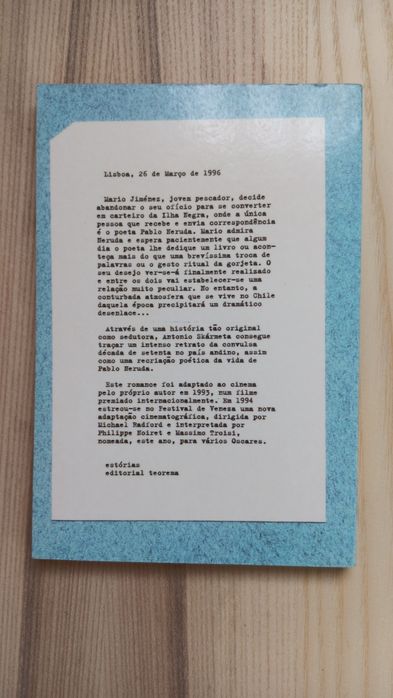 Lisboa, 26 de Março de 1996
Mario Jiménes, jovem pescador, decide
abandonar o seu ofício para se converter
em carteiro da Ilha Negra, onde a única
pessoa que recebe e envia correspondência
é o poeta Pablo Neruda. Mario admira
Neruda e espera pacientemente que algum
dia o poeta lhe dedique um livro ou acon-
teça mais do que uma brevíssima troca de
palavras ou o gesto ritual da gorjeta. O
seu desejo ver-se-á finalmente realizado
e entre os dois vai estabelecer-se uma
relação muito peculiar. No entanto, a
conturbada atmosfera que se vive no Chile
daquela época precipitará um dramático
desenlace...
Através de uma história tão original
como sedutora, Antonio Skármeta consegue
traçar um intenso retrato da convulsa
década de setenta no país andino, assim
como uma recriação poética da vida de
Pablo Neruda.
Este romance foi adaptado ao cinema
pelo próprio autor em 1983, num filme
premiado internacionalmente. Em 1994
estreou-se no Festival de Veneza uma nova
adaptação cinematográfica, dirigida por
Michael Radford e interpretada por
Philippe Noiret e Massimo Troisi,
nomeada, este ano, para vários Oscares.
estórias
editorial teorema